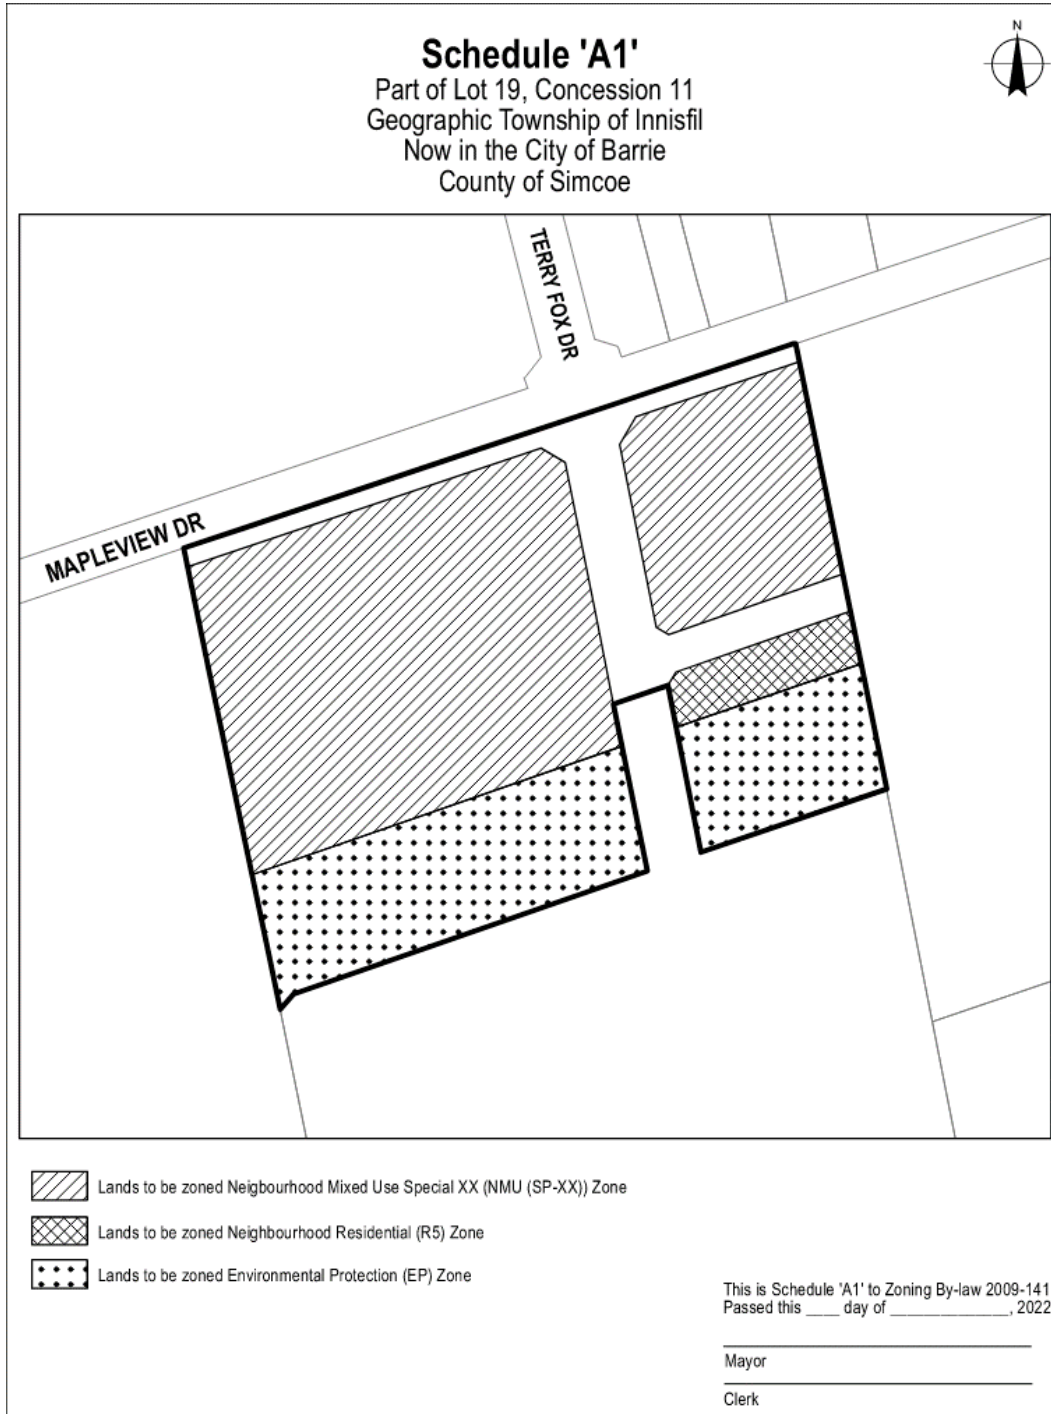 N
Schedule 'A1'
Part of Lot 19, Concession 11
Geographic Township of Innisfil
Now in the City of Barrie
County of Simcoe
TERRY FOX DR
MAPLEVIEW DR
Lands to be zoned Neigbourhood Mixed Use Special XX (NMU (SP-XX)) Zone
Lands to be zoned Neighbourhood Residential (R5) Zone
Lands to be zoned Environmental Protection (EP) Zone
This is Schedule 'A1' to Zoning By-law 2009-141
Passed this ____ day of ______________, 2022
Mayor
Clerk